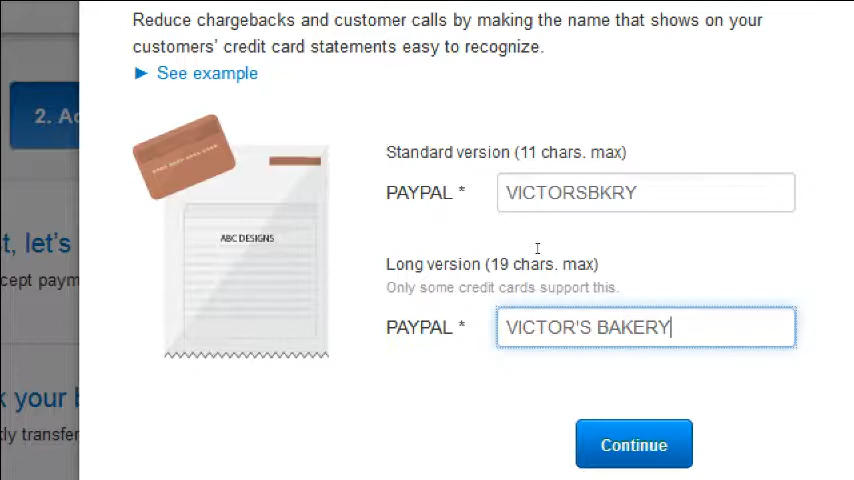 Reduce chargebacks and customer calls by making the name that shows on your
customers' credit card statements easy to recognize.
► See example
2. Ad
Standard version (11 chars. max)
PAYPAL * VICTORSBKRY
t, let's
ABC DESIGNS
Long version (19 chars. max)
cept paym
Only some credit cards support this.
PAYPAL * VICTOR'S BAKERY
k your b
tly transfer
Continue